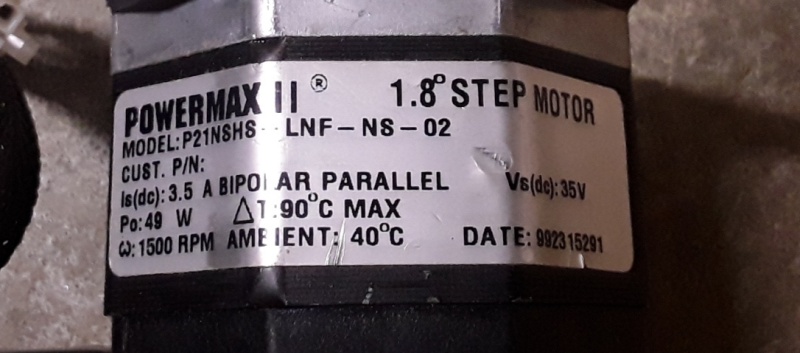 POWERMAX II® 1.8° STEP MOTOR
MODEL: P21NSHS - LNF - NS - 02
CUST. P/N:
Is(dc): 3.5 A BIPOLAR PARALLEL Vs(dc): 35V
Po: 49 W ΔT: 90°C MAX
ω: 1500 RPM AMBIENT: 40°C DATE: 992315291